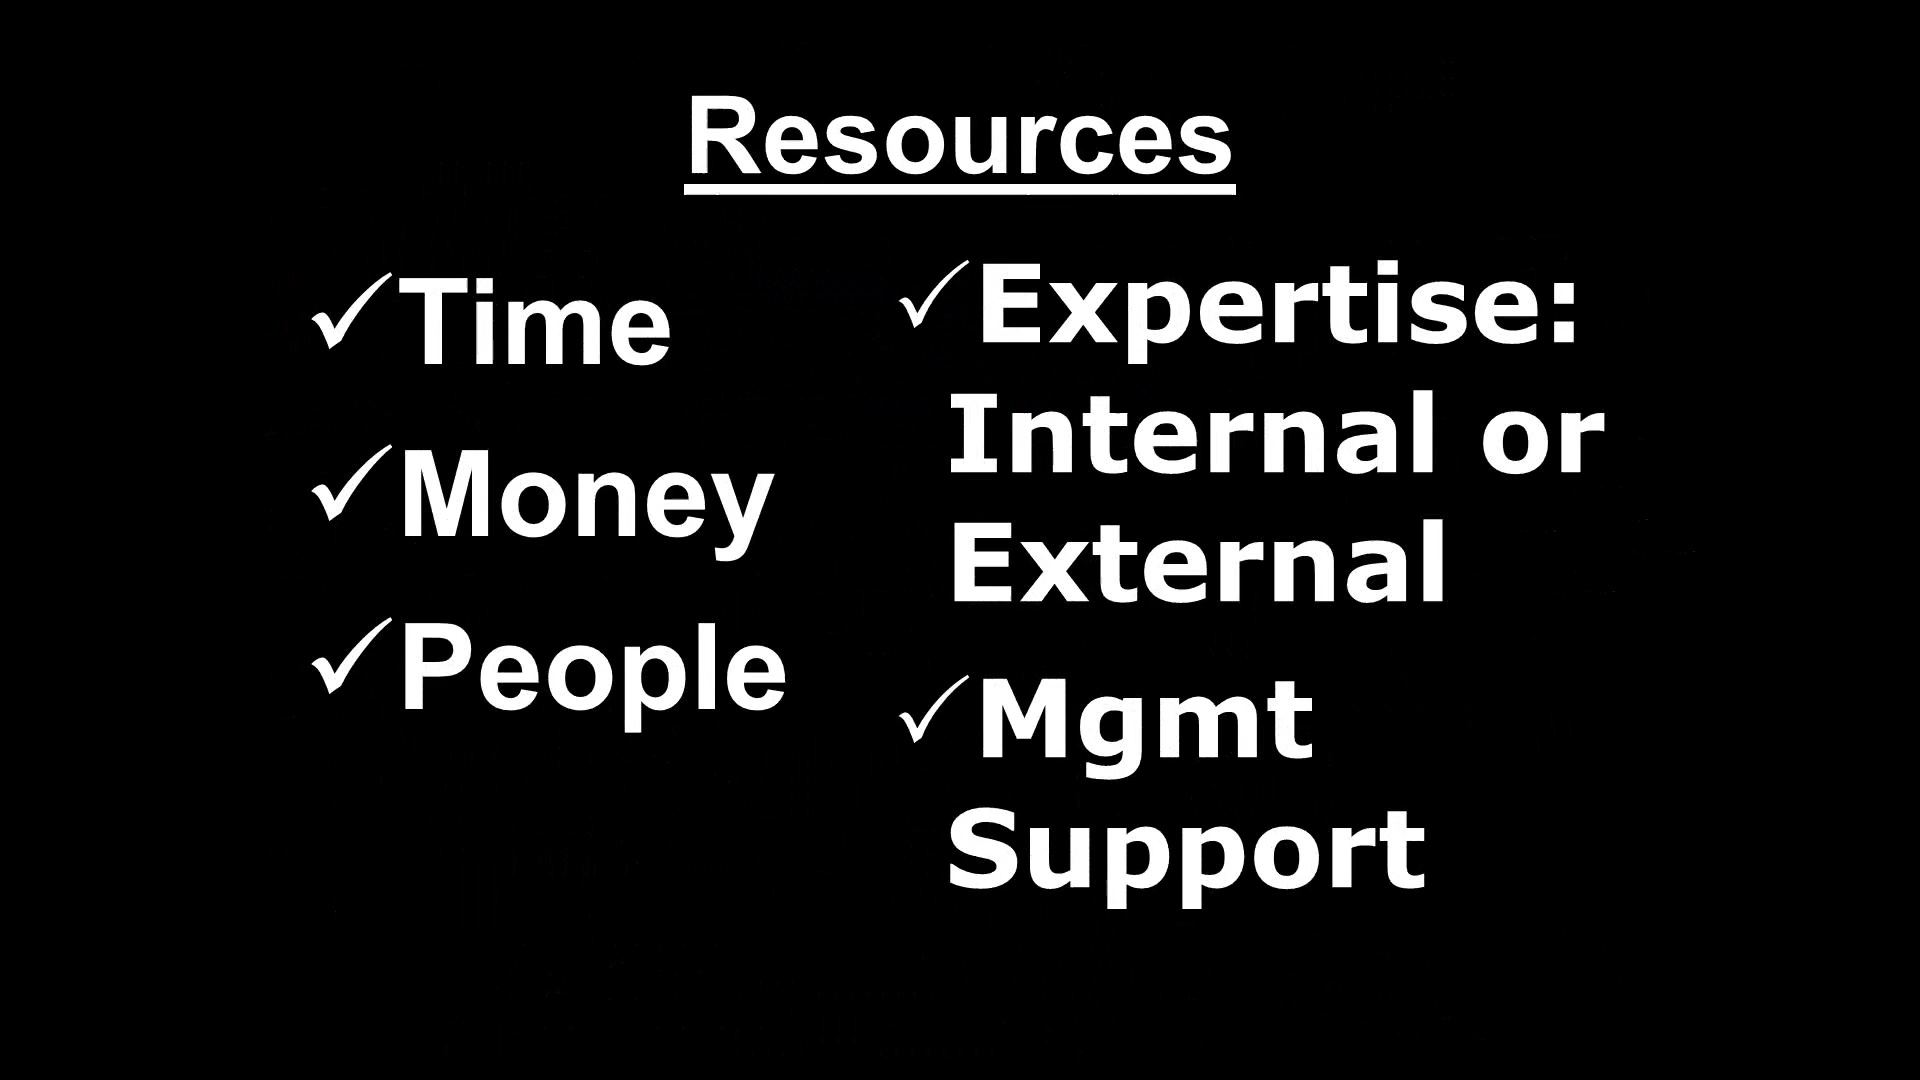 Resources
✓Time
✓Money
✓People
✓Expertise:
Internal or
External
✓Mgmt
Support